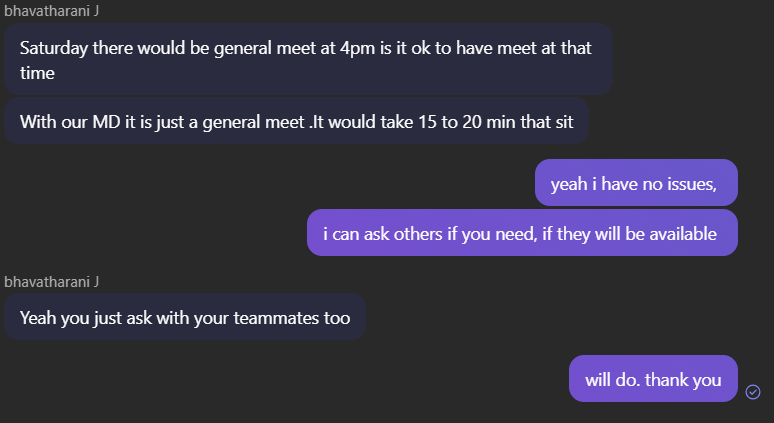 bhavatharani J
Saturday there would be general meet at 4pm is it ok to have meet at that
time
With our MD it is just a general meet .It would take 15 to 20 min that sit
yeah i have no issues,
i can ask others if you need, if they will be available
bhavatharani J
Yeah you just ask with your teammates too
will do. thank you